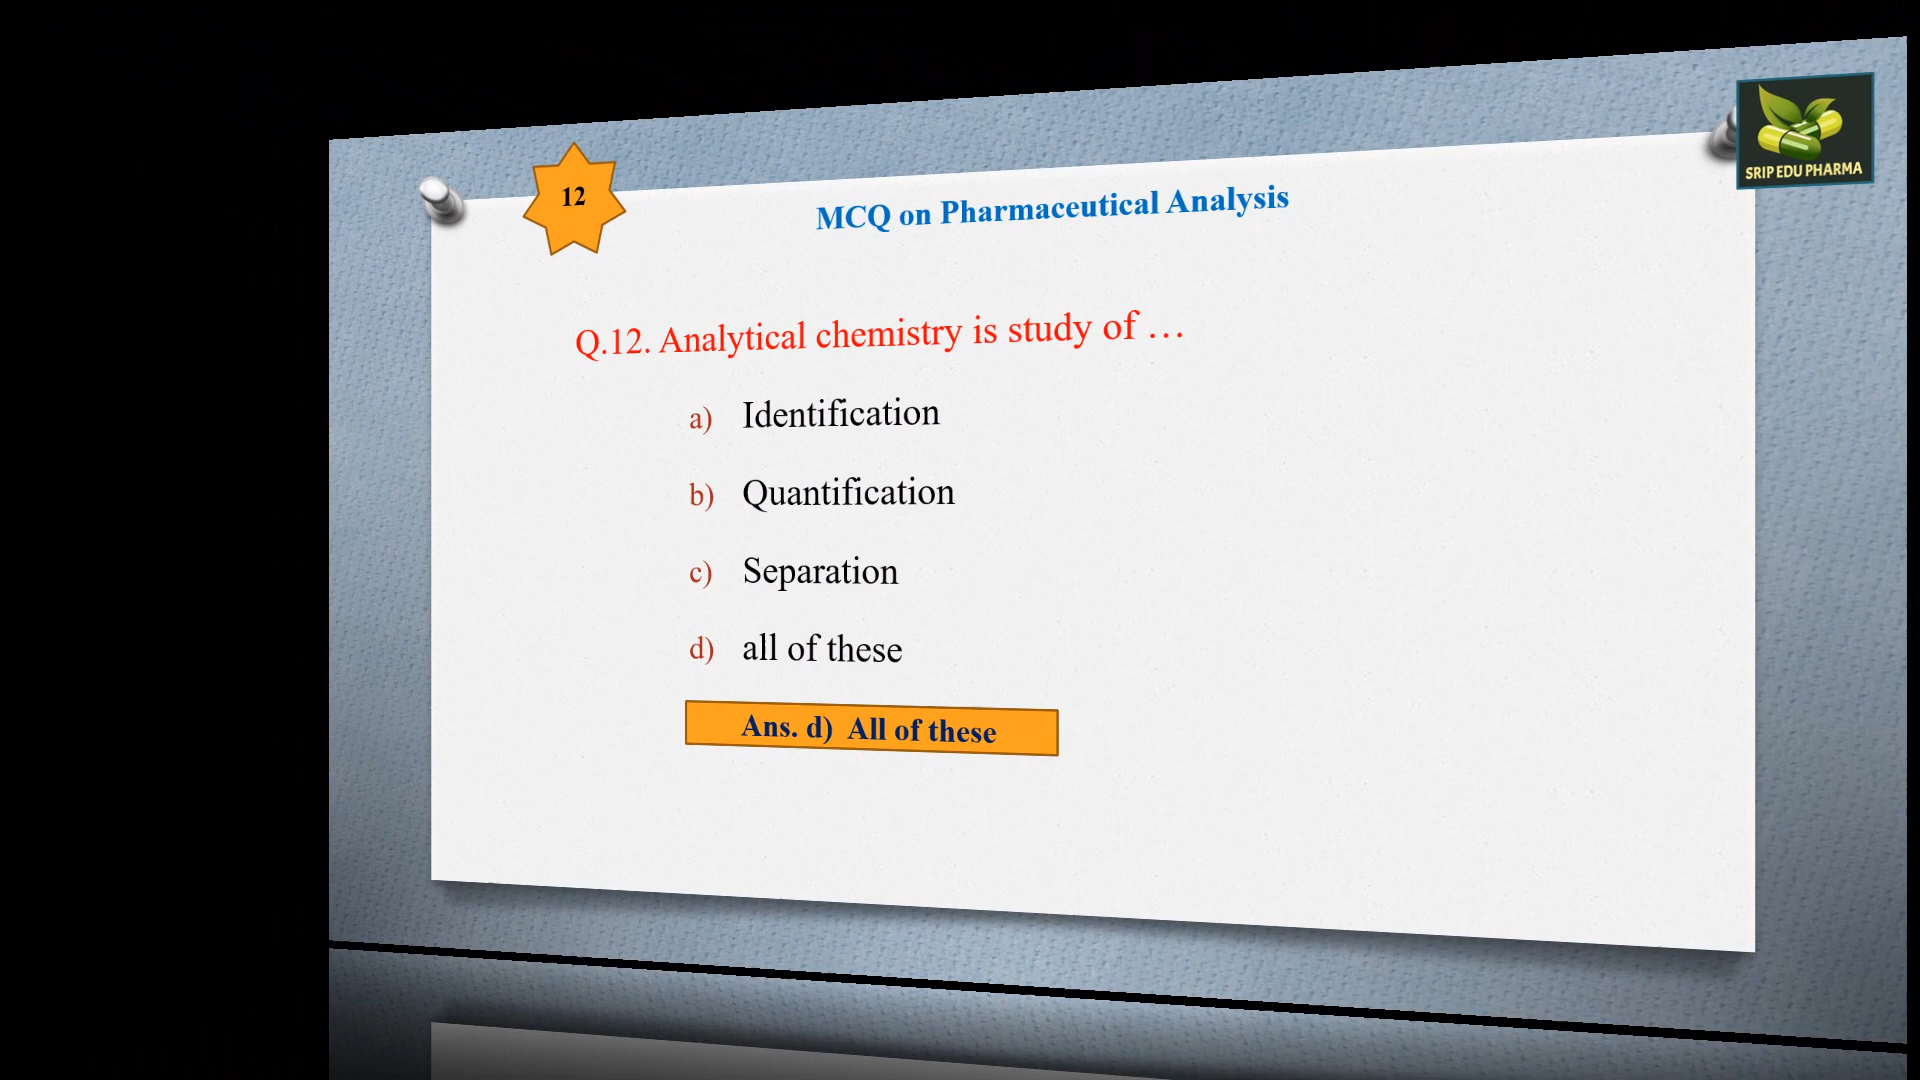 12
MCQ on Pharmaceutical Analysis
SRIP EDU PHARMA
Q.12. Analytical chemistry is study of …
a) Identification
b) Quantification
c) Separation
d) all of these
Ans. d) All of these